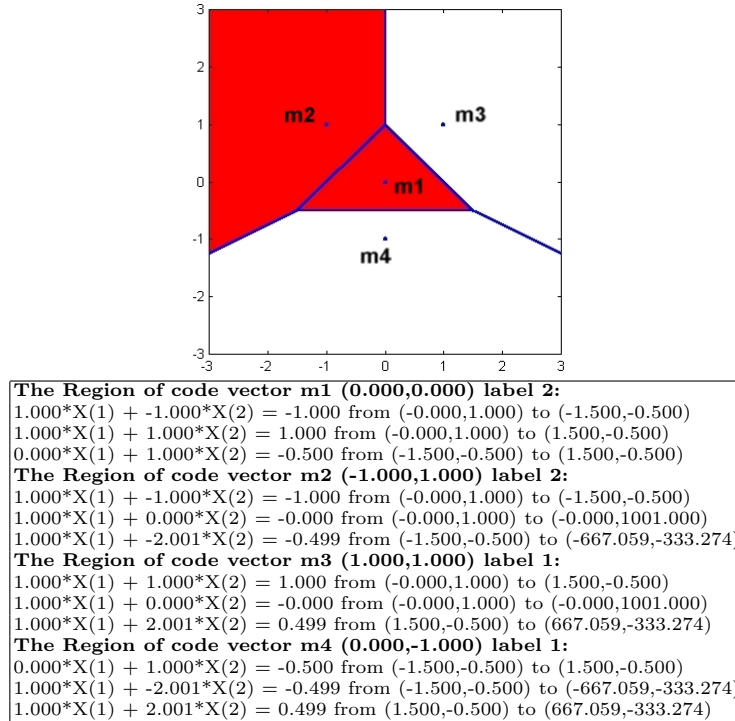 3
2
m2
m3
1
0
m1
-1
m4
-2
-3
-3 -2 -1 0 1 2 3
The Region of code vector m1 (0.000,0.000) label 2:
1.000*X(1) + -1.000*X(2) = -1.000 from (-0.000,1.000) to (-1.500,-0.500)
1.000*X(1) + 1.000*X(2) = 1.000 from (-0.000,1.000) to (1.500,-0.500)
0.000*X(1) + 1.000*X(2) = -0.500 from (-1.500,-0.500) to (1.500,-0.500)
The Region of code vector m2 (-1.000,1.000) label 2:
1.000*X(1) + -1.000*X(2) = -1.000 from (-0.000,1.000) to (-1.500,-0.500)
1.000*X(1) + 0.000*X(2) = -0.000 from (-0.000,1.000) to (-0.000,1001.000)
1.000*X(1) + -2.001*X(2) = -0.499 from (-1.500,-0.500) to (-667.059,-333.274)
The Region of code vector m3 (1.000,1.000) label 1:
1.000*X(1) + 1.000*X(2) = 1.000 from (-0.000,1.000) to (1.500,-0.500)
1.000*X(1) + 0.000*X(2) = -0.000 from (-0.000,1.000) to (-0.000,1001.000)
1.000*X(1) + 2.001*X(2) = 0.499 from (1.500,-0.500) to (667.059,-333.274)
The Region of code vector m4 (0.000,-1.000) label 1:
0.000*X(1) + 1.000*X(2) = -0.500 from (-1.500,-0.500) to (1.500,-0.500)
1.000*X(1) + -2.001*X(2) = -0.499 from (-1.500,-0.500) to (-667.059,-333.274)
1.000*X(1) + 2.001*X(2) = 0.499 from (1.500,-0.500) to (667.059,-333.274)